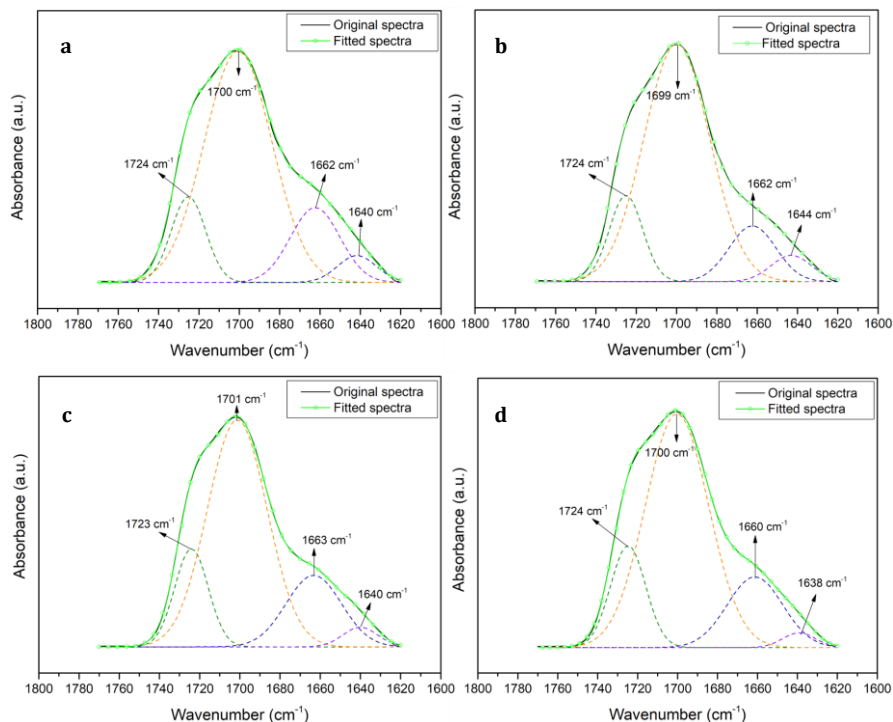 a
Original spectra
Fitted spectra
1700 cm-1
1724 cm-1
1662 cm-1
1640 cm-1
Absorbance (a.u.)
1800 1780 1760 1740 1720 1700 1680 1660 1640 1620 1600
Wavenumber (cm-1)
b
Original spectra
Fitted spectra
1699 cm-1
1724 cm-1
1662 cm-1
1644 cm-1
Absorbance (a.u.)
1800 1780 1760 1740 1720 1700 1680 1660 1640 1620 1600
Wavenumber (cm-1)
c
1701 cm-1
Original spectra
Fitted spectra
1723 cm-1
1663 cm-1
1640 cm-1
Absorbance (a.u.)
1800 1780 1760 1740 1720 1700 1680 1660 1640 1620 1600
Wavenumber (cm-1)
d
Original spectra
Fitted spectra
1700 cm-1
1724 cm-1
1660 cm-1
1638 cm-1
Absorbance (a.u.)
1800 1780 1760 1740 1720 1700 1680 1660 1640 1620 1600
Wavenumber (cm-1)